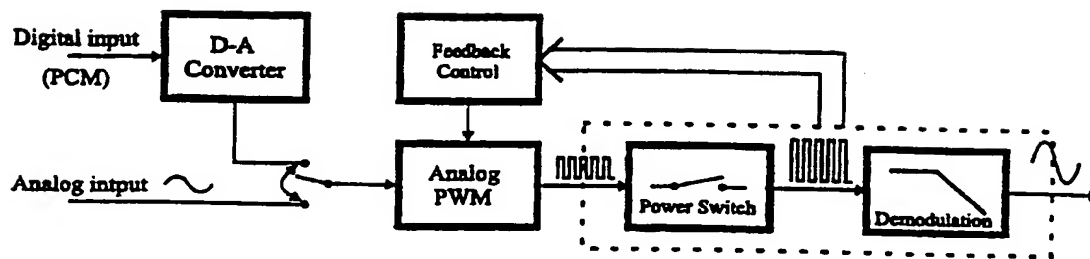 Digital input
(PCM)
D-A
Converter
Feedback
Control
Analog intput
Analog
PWM
Power Switch
Demodulation